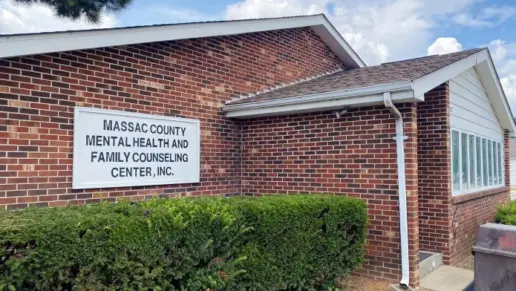 MASSAC COUNTY
MENTAL HEALTH AND
FAMILY COUNSELING
CENTER, INC.